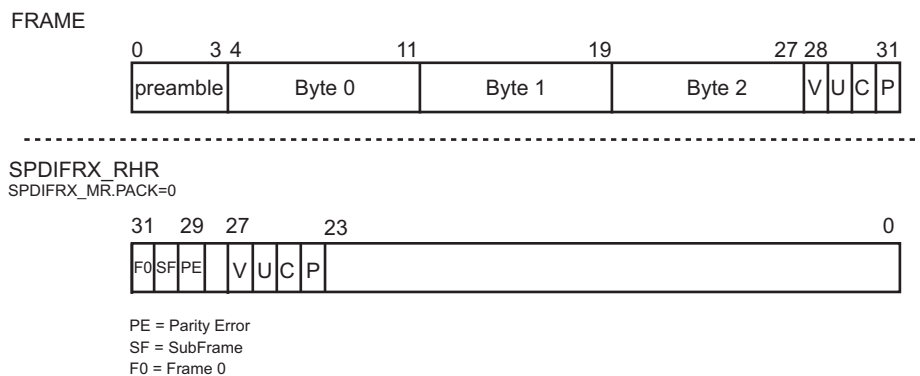 FRAME
0 3 4 11 19 27 28 31
preamble Byte 0 Byte 1 Byte 2 V U C P
SPDIFRX_RHR
SPDIFRX_MR.PACK=0
31 29 27 23 0
F0 SF PE V U C P
PE = Parity Error
SF = SubFrame
F0 = Frame 0